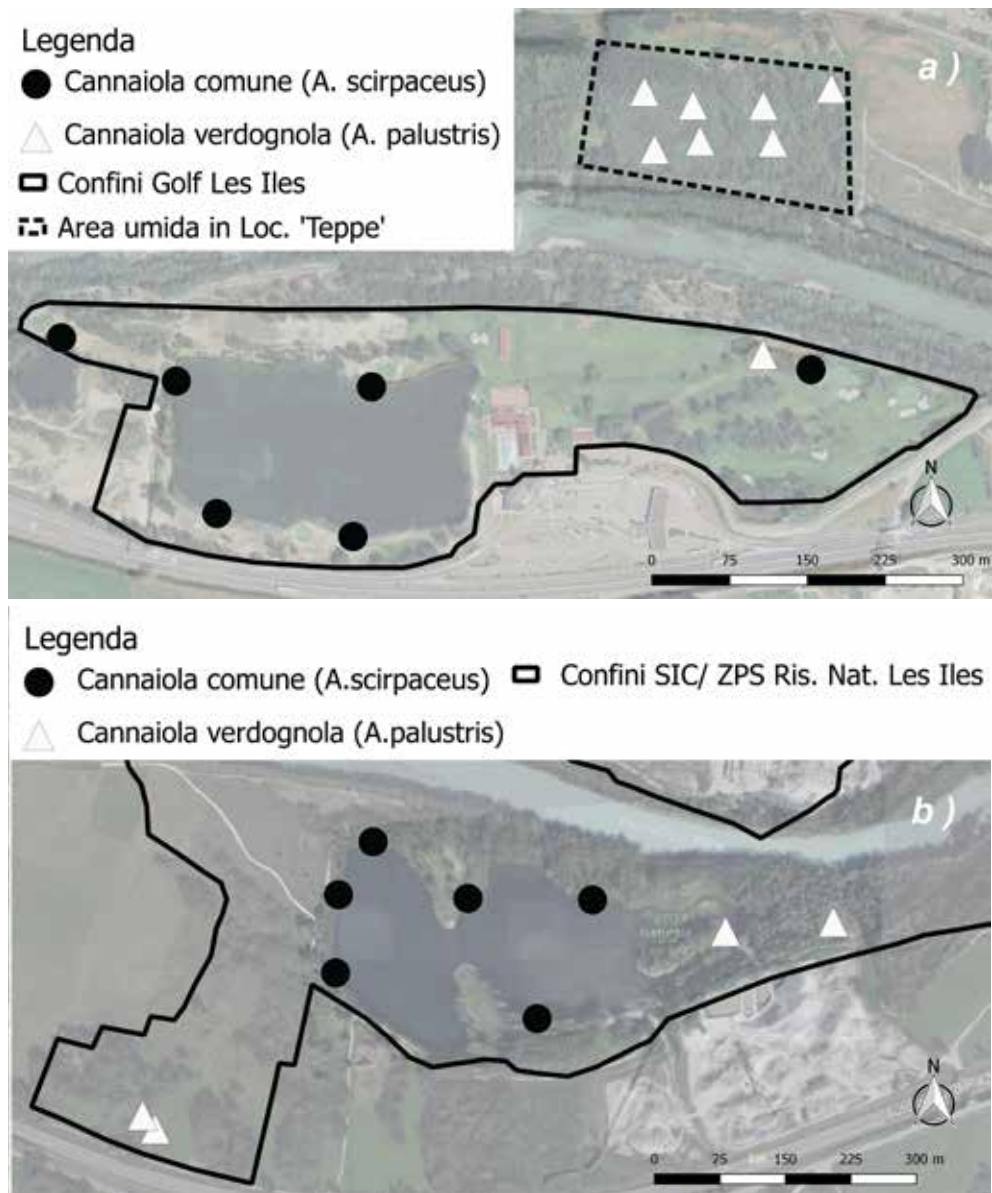 Legenda
Cannaiola comune (A. scirpaceus)
Cannaiola verdognola (A. palustris)
Confini Golf Les Iles
Area umida in Loc. 'Teppe'
a )
N
0 75 150 225 300 m
Legenda
Cannaiola comune (A.scirpaceus)
Confini SIC/ ZPS Ris. Nat. Les Iles
Cannaiola verdognola (A.palustris)
b )
N
0 75 150 225 300 m